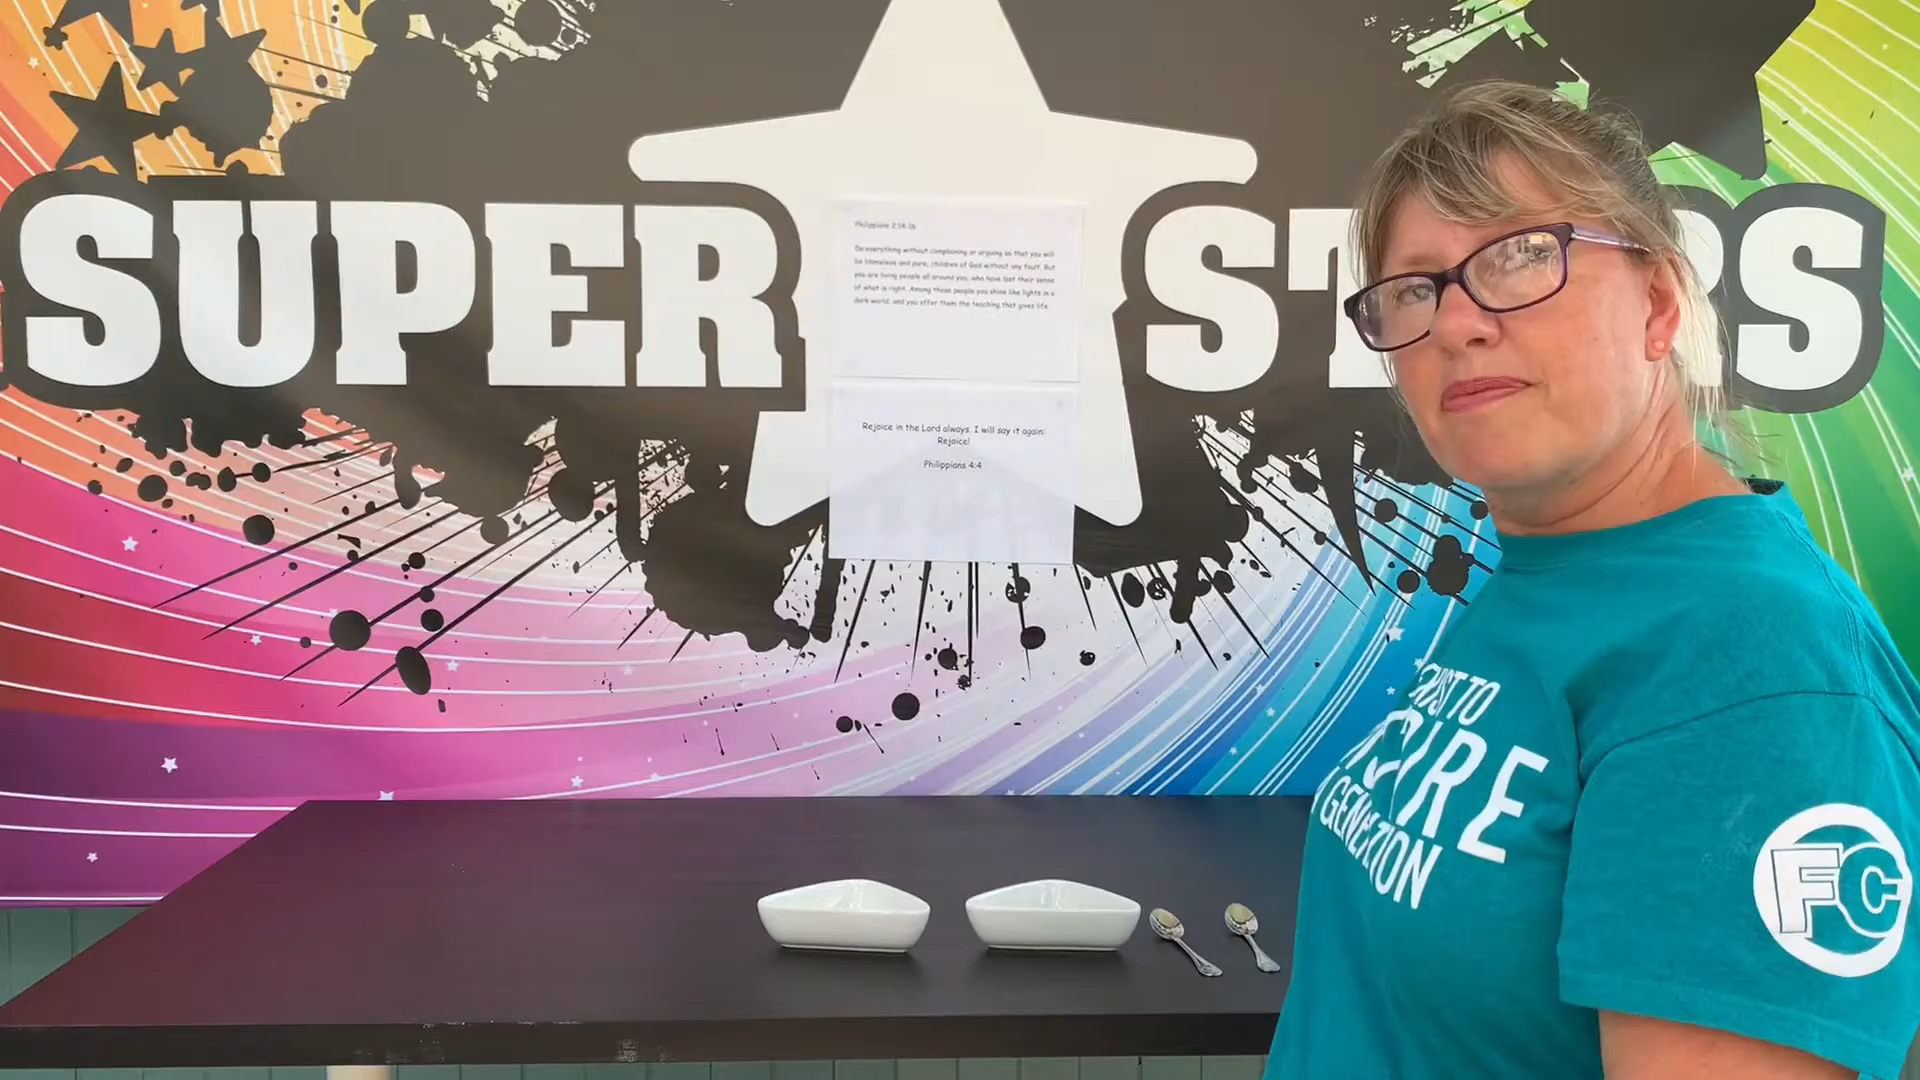 SUPER STARS
Philippians 2:14-16
Do everything without complaining or arguing so that you will
be blameless and pure, children of God without any fault. But
you are living people all around you, who have lost their sense
of what is right. Among those people you shine like lights in a
dark world, and you offer them the teaching that gives life.
Rejoice in the Lord always. I will say it again:
Rejoice!
Philippians 4:4
TO
GENERATION
FC